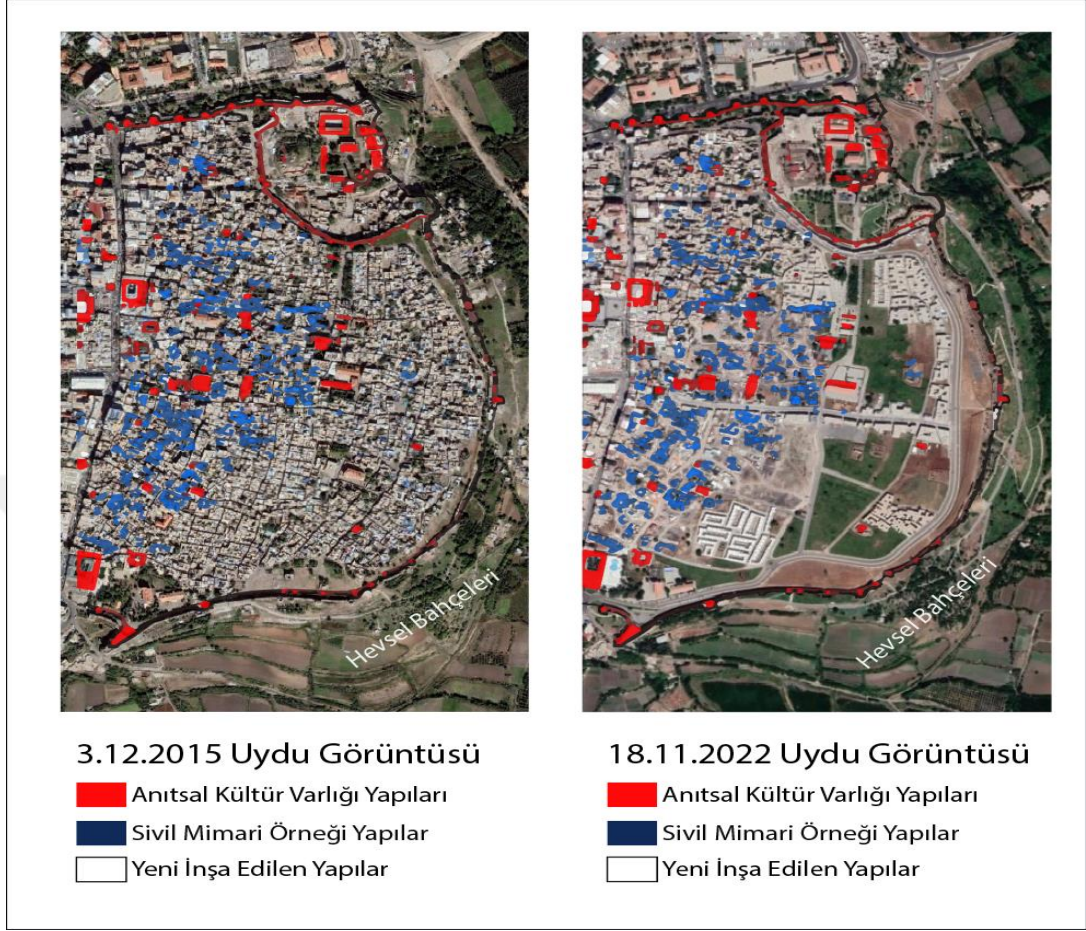 Hevsel Bahçeleri
Hevsel Bahçeleri
3.12.2015 Uydu Görüntüsü
Anıtsal Kültür Varlığı Yapıları
Sivil Mimari Örneği Yapılar
Yeni İnşa Edilen Yapılar
18.11.2022 Uydu Görüntüsü
Anıtsal Kültür Varlığı Yapıları
Sivil Mimari Örneği Yapılar
Yeni İnşa Edilen Yapılar